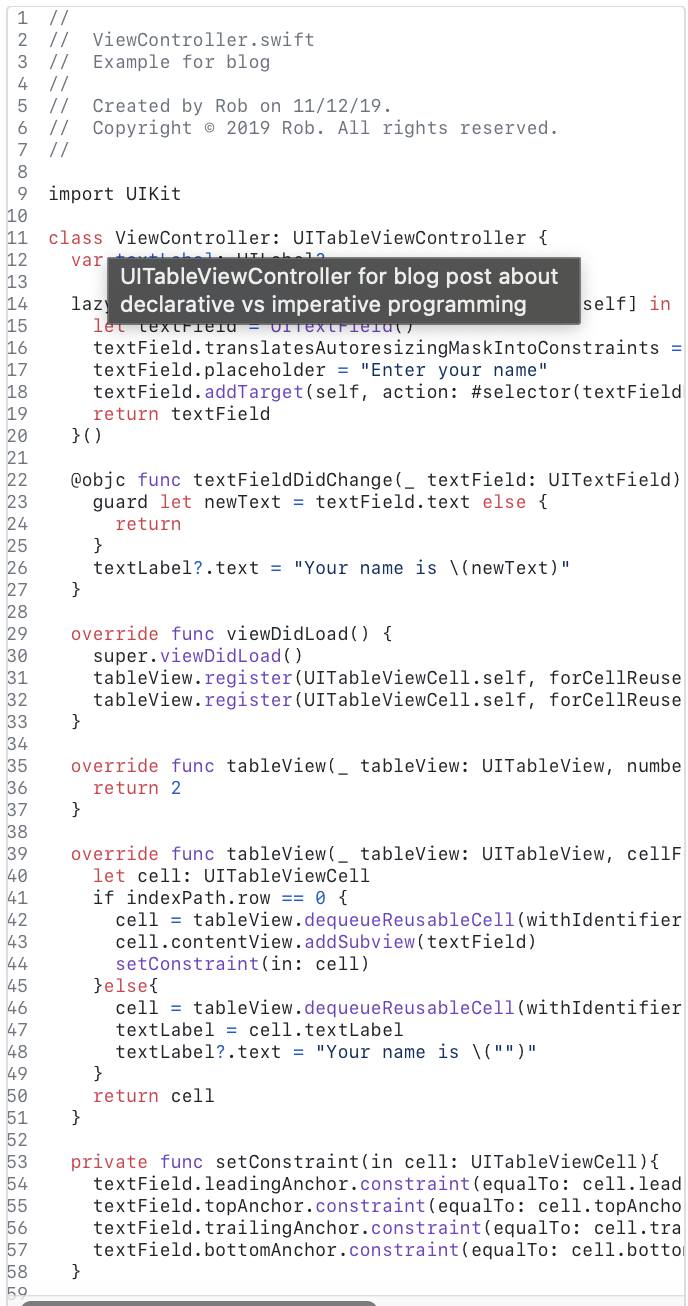 1 //
2 //  ViewController.swift
3 //  Example for blog
4 //
5 //  Created by Rob on 11/12/19.
6 //  Copyright © 2019 Rob. All rights reserved.
7 //
8
9 import UIKit
10
11 class ViewController: UITableViewController {
12   var textLabel: UILabel?
UITableViewController for blog post about
declarative vs imperative programming
13
14   lazy self] in
15     let textField = UITextField()
16     textField.translatesAutoresizingMaskIntoConstraints =
17     textField.placeholder = "Enter your name"
18     textField.addTarget(self, action: #selector(textField
19     return textField
20   }()
21
22   @objc func textFieldDidChange(_ textField: UITextField)
23     guard let newText = textField.text else {
24       return
25     }
26     textLabel?.text = "Your name is \(newText)"
27   }
28
29   override func viewDidLoad() {
30     super.viewDidLoad()
31     tableView.register(UITableViewCell.self, forCellReuse
32     tableView.register(UITableViewCell.self, forCellReuse
33   }
34
35   override func tableView(_ tableView: UITableView, numbe
36     return 2
37   }
38
39   override func tableView(_ tableView: UITableView, cellF
40     let cell: UITableViewCell
41     if indexPath.row == 0 {
42       cell = tableView.dequeueReusableCell(withIdentifier
43       cell.contentView.addSubview(textField)
44       setConstraint(in: cell)
45     }else{
46       cell = tableView.dequeueReusableCell(withIdentifier
47       textLabel = cell.textLabel
48       textLabel?.text = "Your name is \("")"
49     }
50     return cell
51   }
52
53   private func setConstraint(in cell: UITableViewCell){
54     textField.leadingAnchor.constraint(equalTo: cell.lead
55     textField.topAnchor.constraint(equalTo: cell.topAncho
56     textField.trailingAnchor.constraint(equalTo: cell.tra
57     textField.bottomAnchor.constraint(equalTo: cell.botto
58   }
59